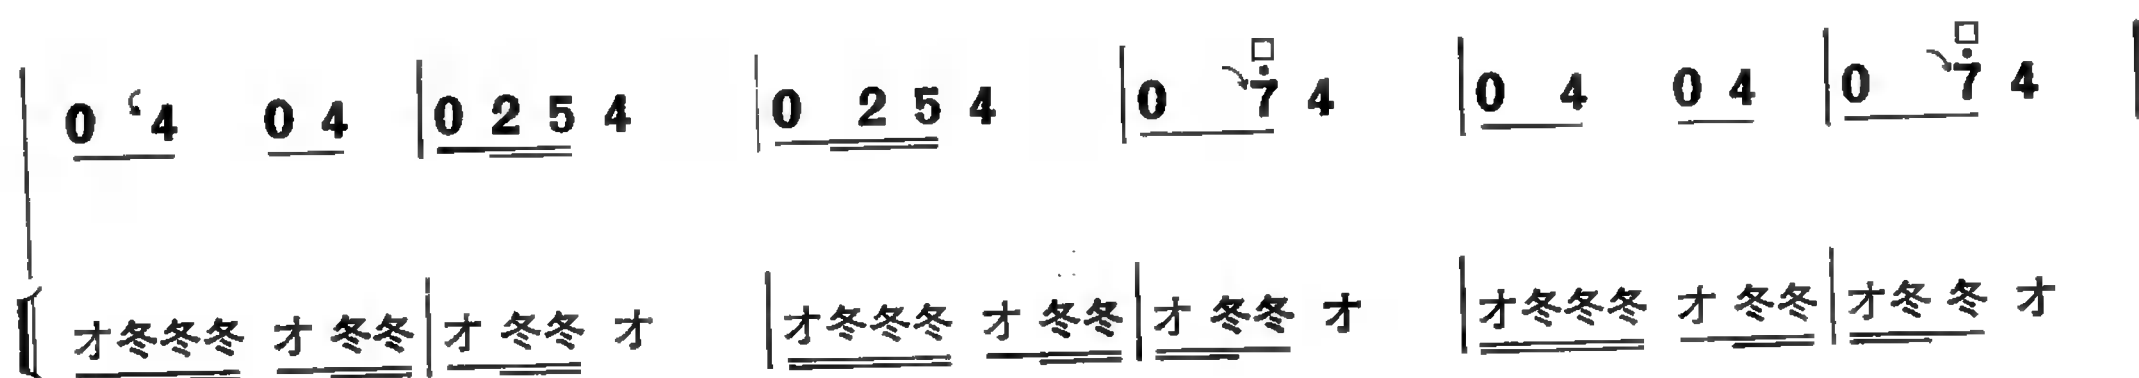 0 4 0 4 | 0 2 5 4 | 0 2 5 4 | 0 7 4 | 0 4 0 4 | 0 7 4 |
才冬冬冬 才冬冬 | 才冬冬 才 | 才冬冬冬 才冬冬 | 才冬冬 才 | 才冬冬冬 才冬冬 | 才冬冬 才